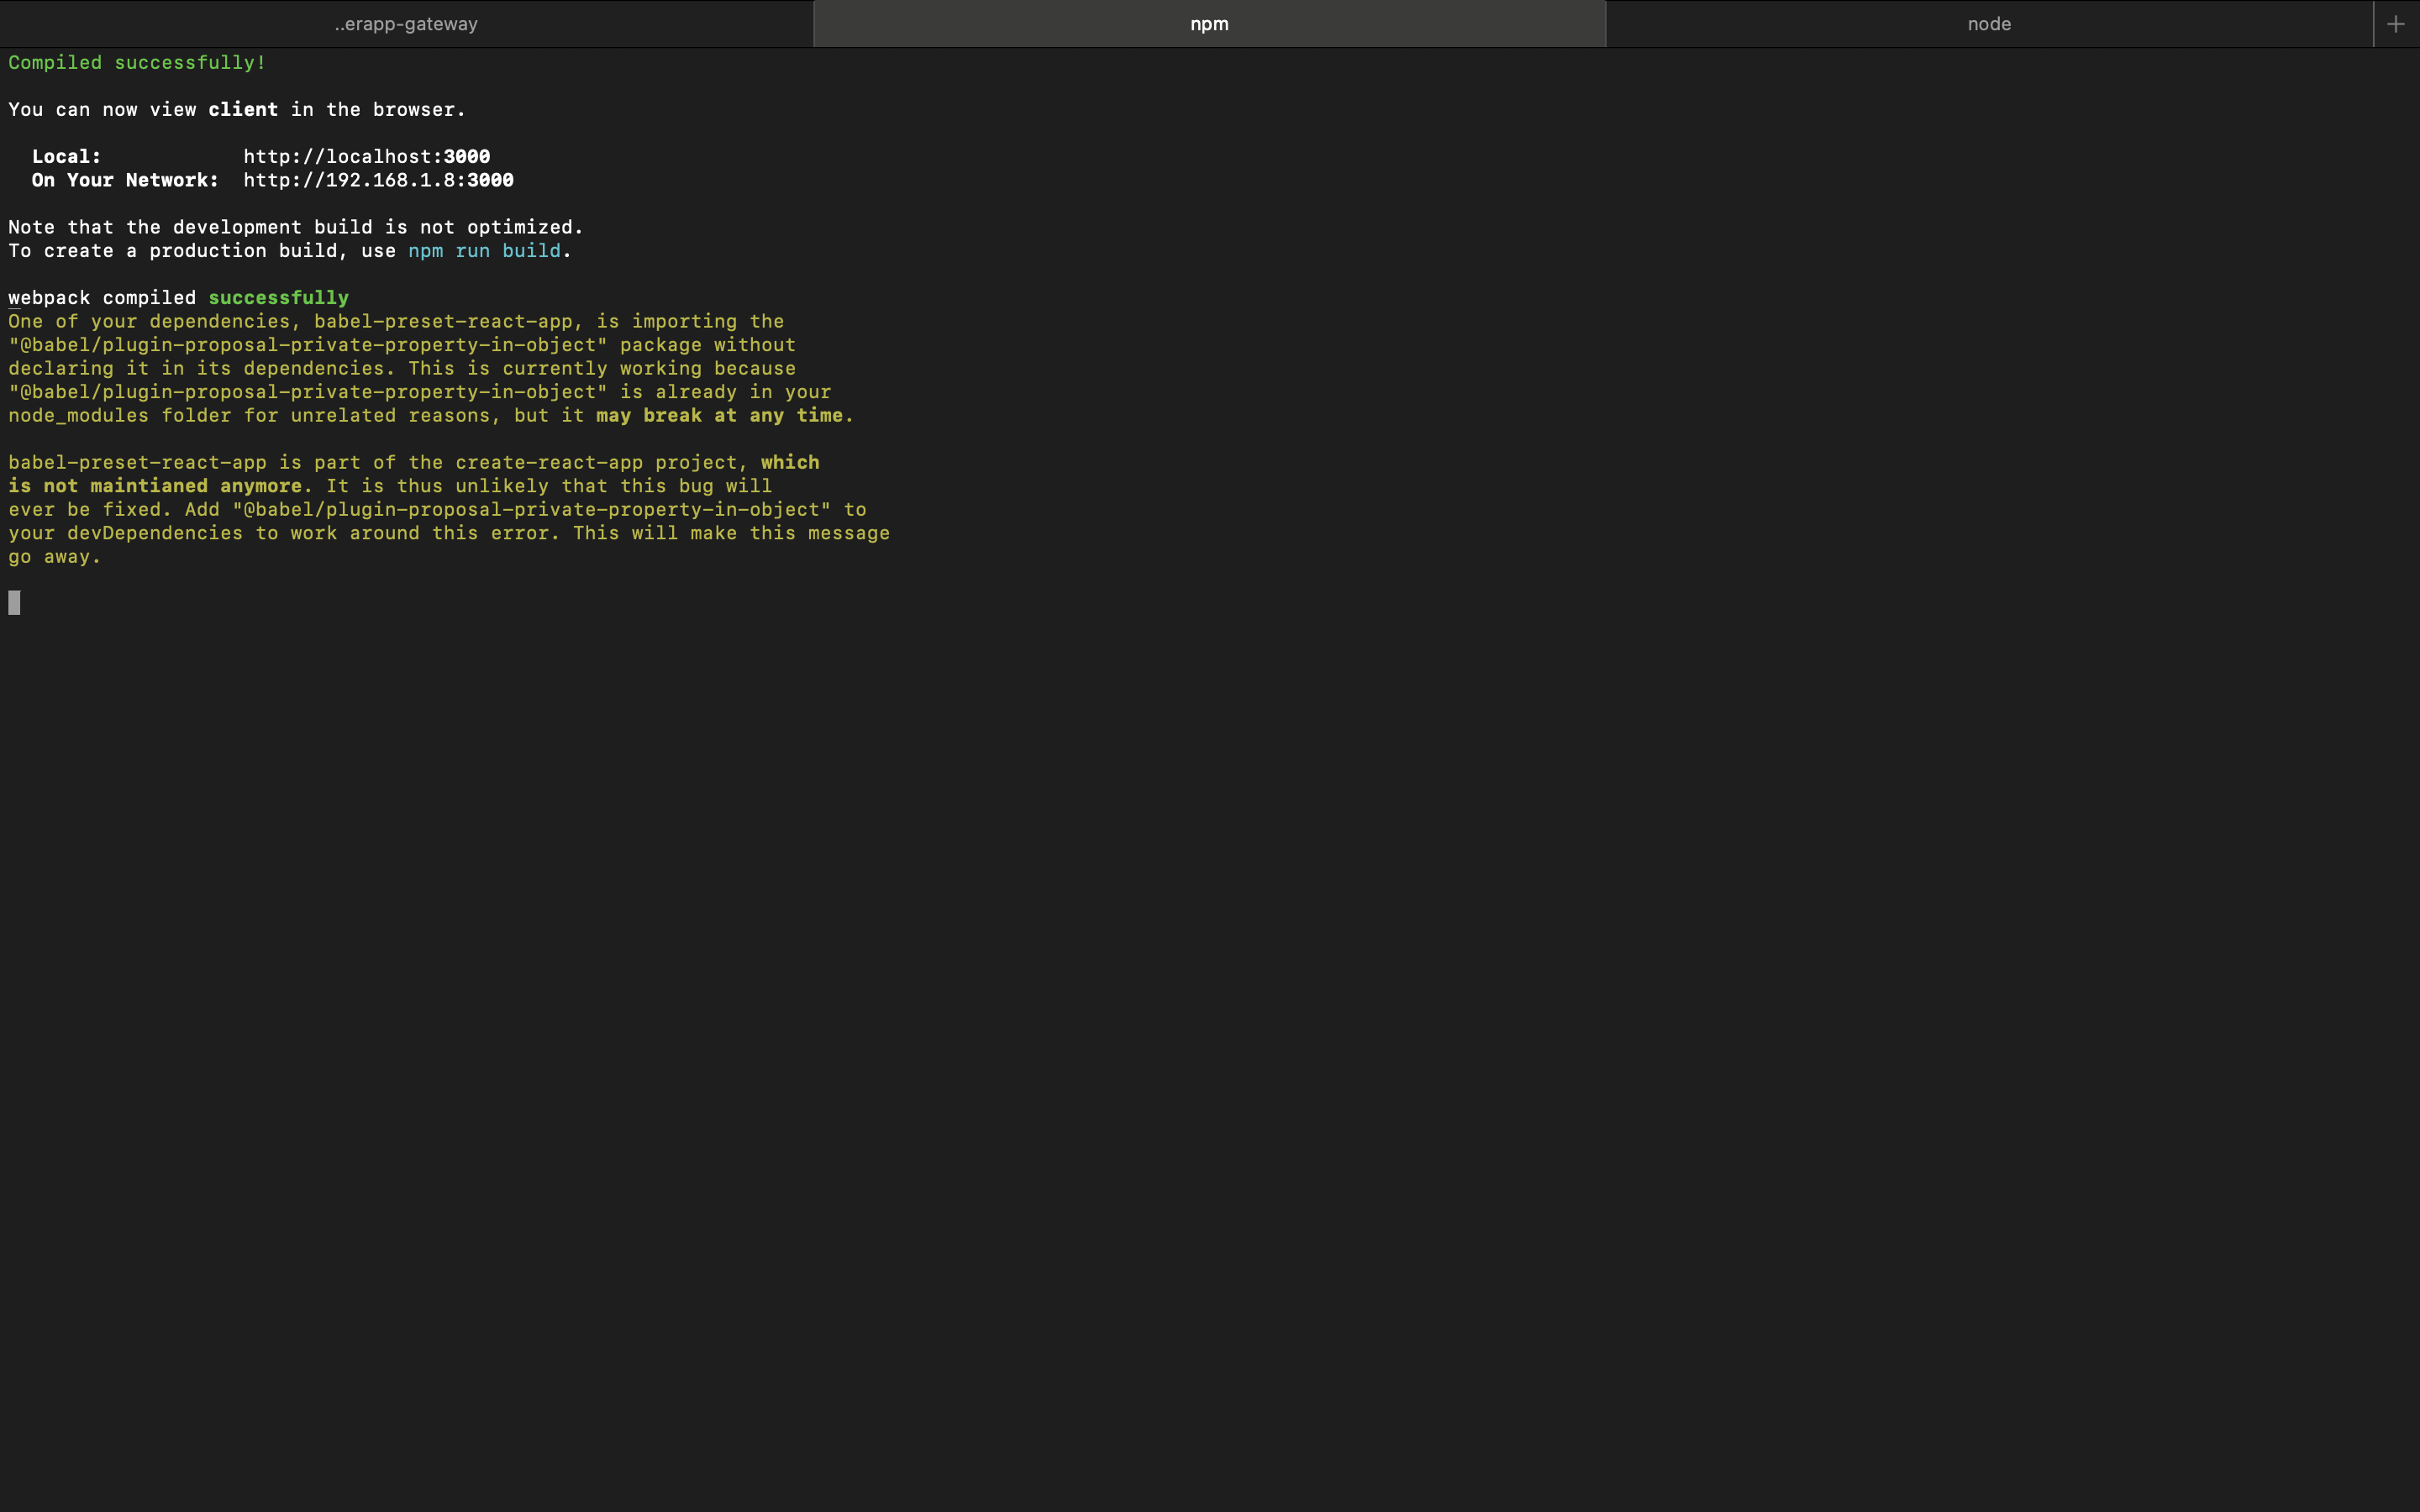 ..erapp-gateway
npm
node
Compiled successfully!
You can now view client in the browser.
Local: http://localhost:3000
On Your Network: http://192.168.1.8:3000
Note that the development build is not optimized.
To create a production build, use npm run build.
webpack compiled successfully
One of your dependencies, babel-preset-react-app, is importing the
"@babel/plugin-proposal-private-property-in-object" package without
declaring it in its dependencies. This is currently working because
"@babel/plugin-proposal-private-property-in-object" is already in your
node_modules folder for unrelated reasons, but it may break at any time.
babel-preset-react-app is part of the create-react-app project, which
is not maintianed anymore. It is thus unlikely that this bug will
ever be fixed. Add "@babel/plugin-proposal-private-property-in-object" to
your devDependencies to work around this error. This will make this message
go away.